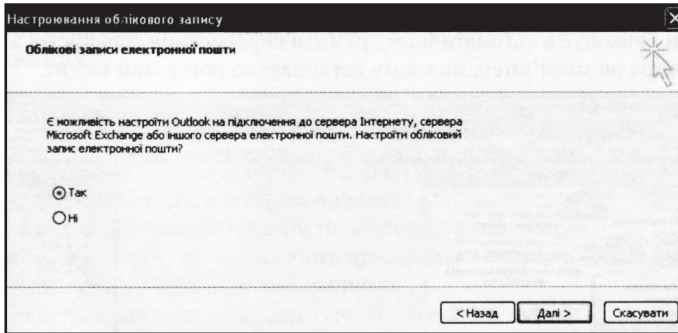 Настроювання облікового запису
Облікові записи електронної пошти
Є можливість настроїти Outlook на підключення до сервера Інтернету, сервера
Microsoft Exchange або іншого сервера електронної пошти. Настроїти обліковий
запис електронної пошти?
Так
Ні
< Назад
Далі >
Скасувати